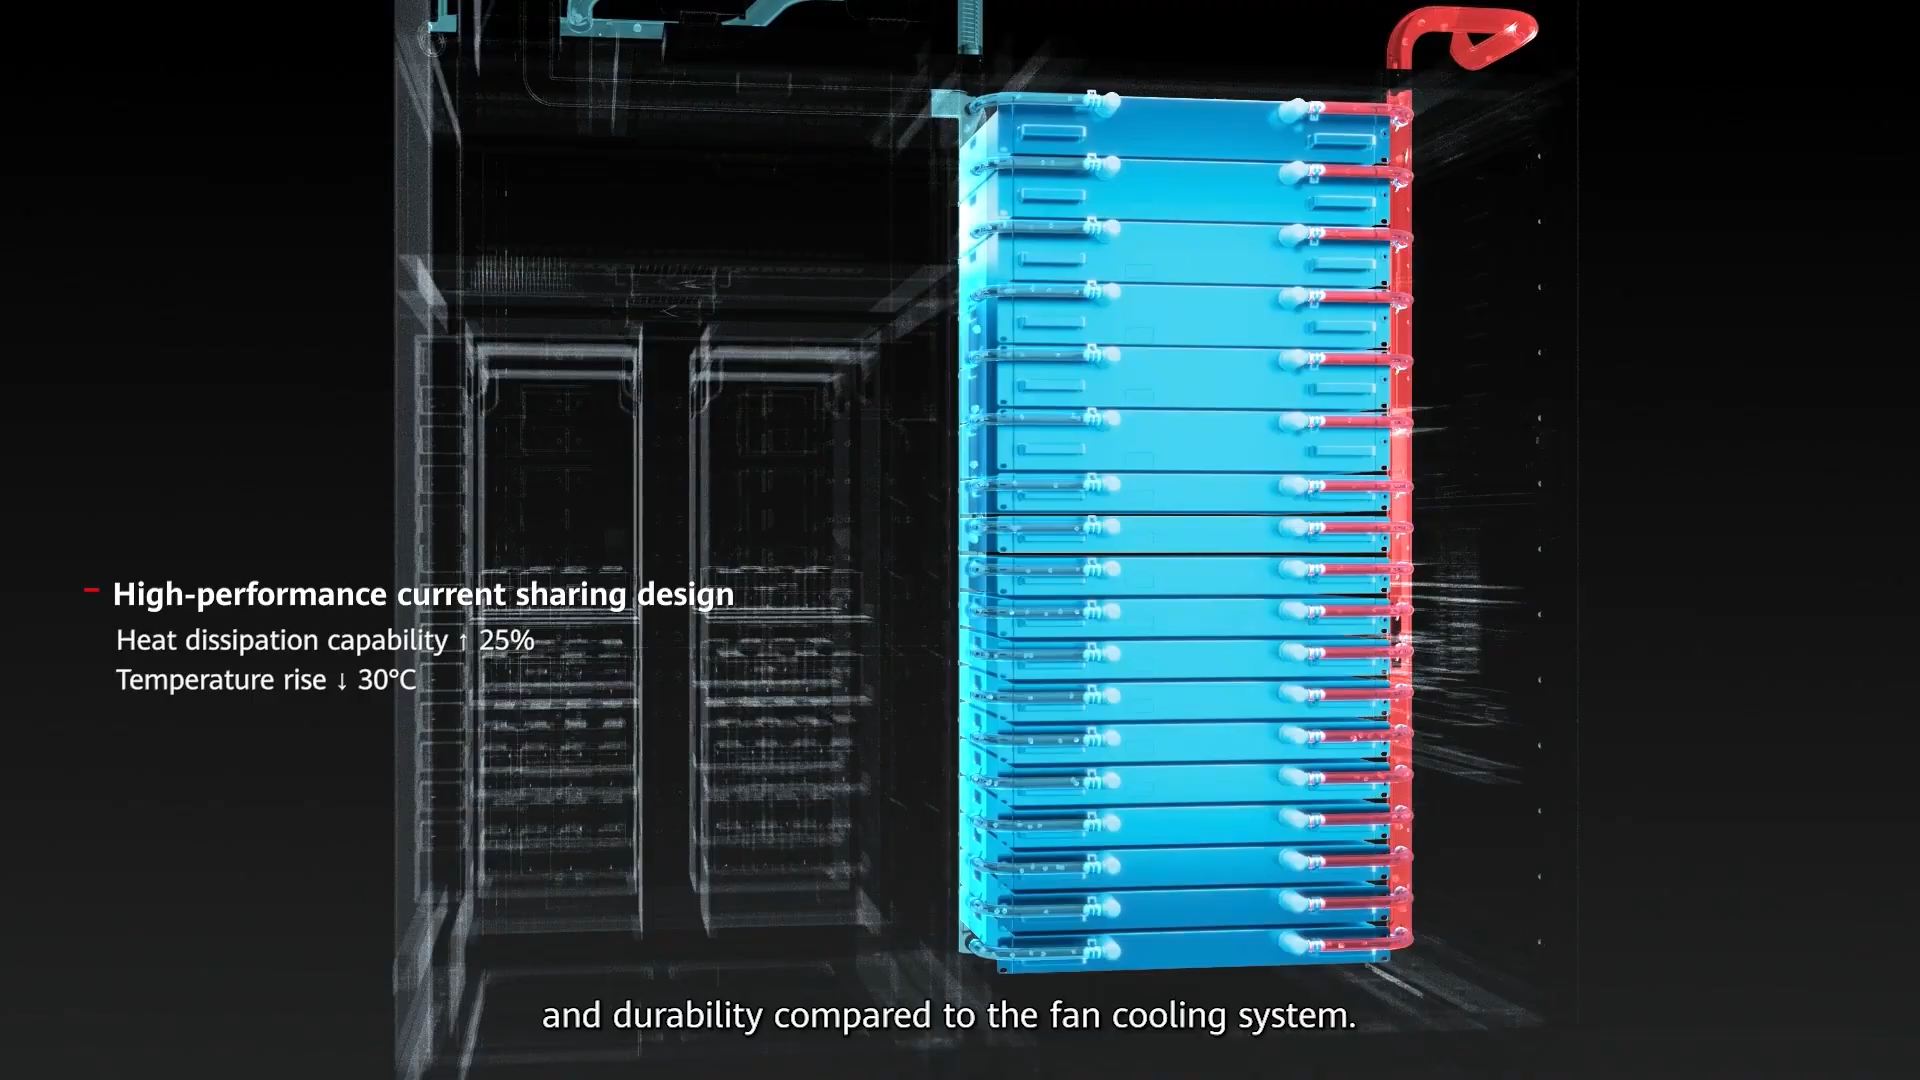 High-performance current sharing design
Heat dissipation capability ↑ 25%
Temperature rise ↓ 30°C
and durability compared to the fan cooling system.